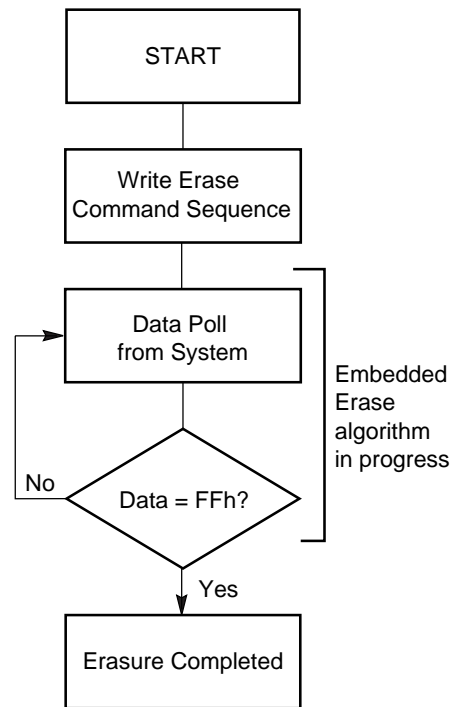 START
Write Erase
Command Sequence
Data Poll
from System
Embedded
Erase
algorithm
in progress
No
Data = FFh?
Yes
Erasure Completed